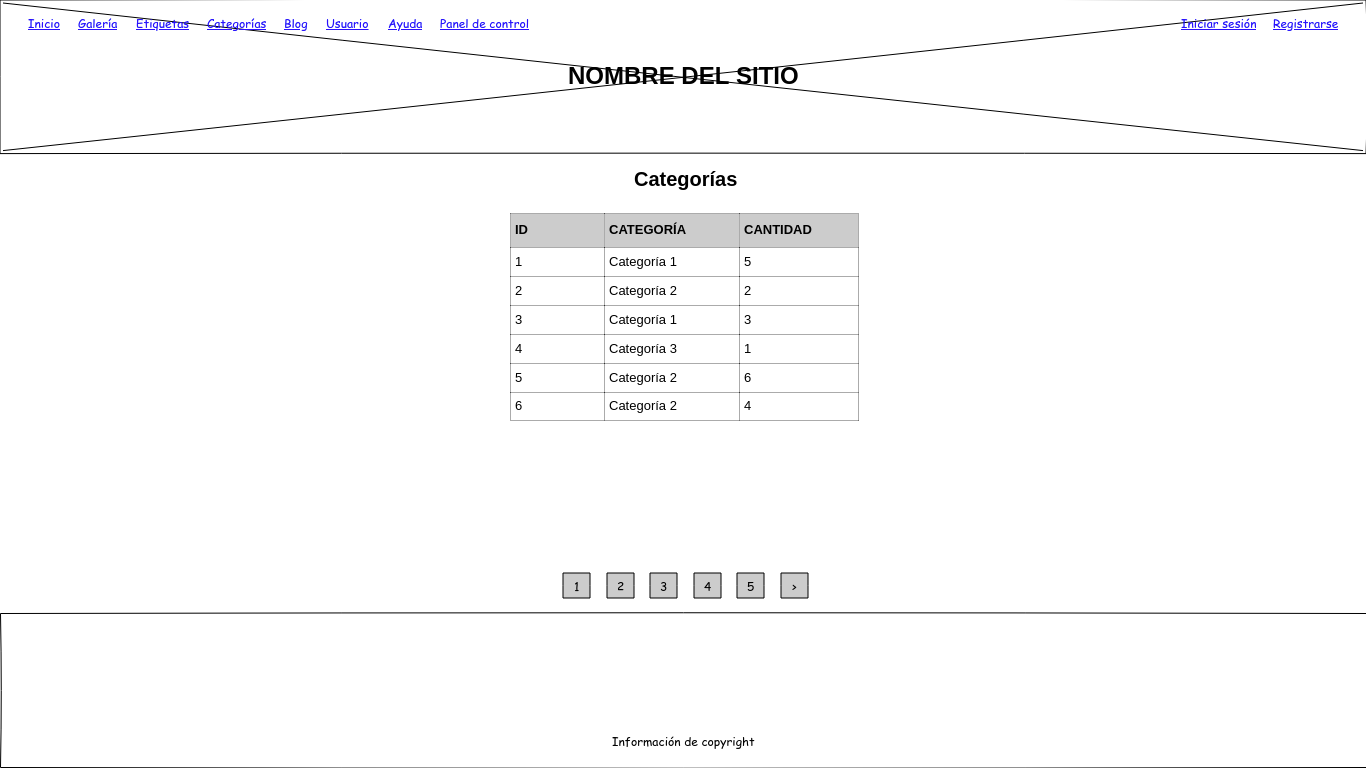 Inicio Galería Etiquetas Categorías Blog Usuario Ayuda Panel de control Iniciar sesión Registrarse
NOMBRE DEL SITIO
Categorías
ID CATEGORÍA CANTIDAD
1 Categoría 1 5
2 Categoría 2 2
3 Categoría 1 3
4 Categoría 3 1
5 Categoría 2 6
6 Categoría 2 4
1 2 3 4 5 >
Información de copyright